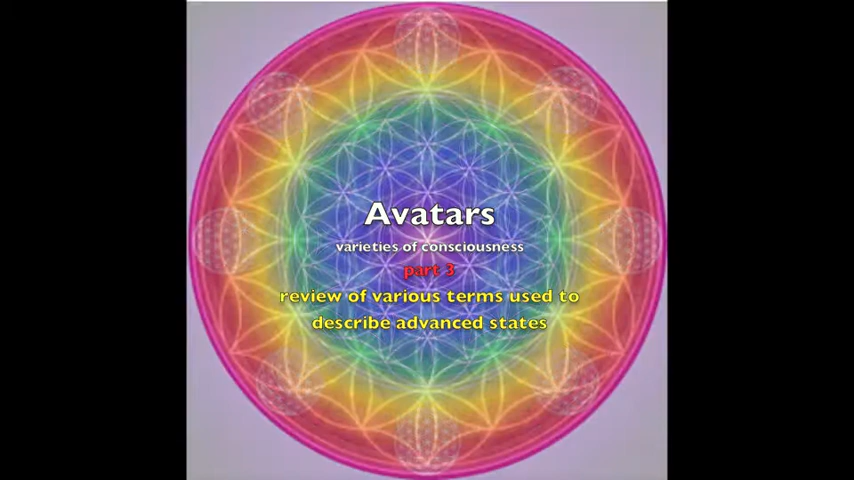 Avatars
varieties of consciousness
part 3
review of various terms used to
describe advanced states